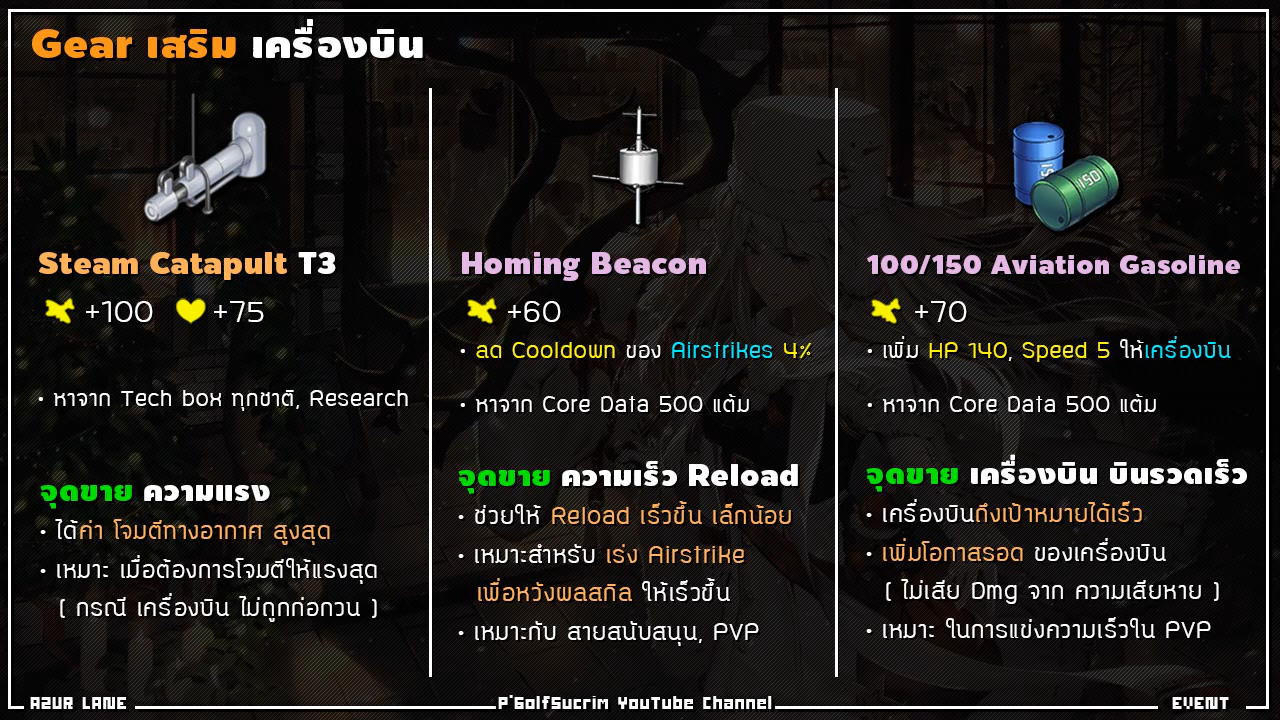 Gear เสริม เครื่องบิน
Steam Catapult T3
+100 +75
• หาจาก Tech box ทุกชาติ, Research
จุดขาย ความแรง
• ได้ค่า โจมตีทางอากาศ สูงสุด
• เหมาะ เมื่อต้องการโจมตีให้แรงสุด
( กรณี เครื่องบิน ไม่ถูกก่อกวน )
Homing Beacon
+60
• ลด Cooldown ของ Airstrikes 4%
• หาจาก Core Data 500 แต้ม
จุดขาย ความเร็ว Reload
• ช่วยให้ Reload เร็วขึ้น เล็กน้อย
• เหมาะสำหรับ เร่ง Airstrike
เพื่อหวังผลสกิล ให้เร็วขึ้น
• เหมาะกับ สายสนับสนุน, PVP
150
100/150 Aviation Gasoline
+70
• เพิ่ม HP 140, Speed 5 ให้เครื่องบิน
• หาจาก Core Data 500 แต้ม
จุดขาย เครื่องบิน บินรวดเร็ว
• เครื่องบินถึงเป้าหมายได้เร็ว
• เพิ่มโอกาสรอด ของเครื่องบิน
( ไม่เสีย Dmg จาก ความเสียหาย )
• เหมาะ ในการแข่งความเร็วใน PVP
AZUR LANE
P'GolfSucrim YouTube Channel
EVENT